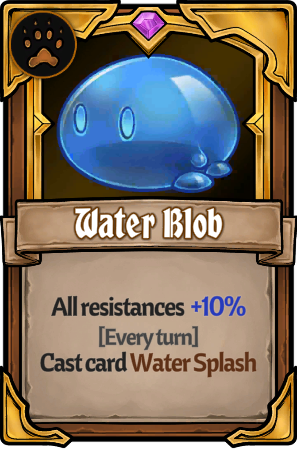 Water Blob
All resistances +10%
[Every turn]
Cast card Water Splash